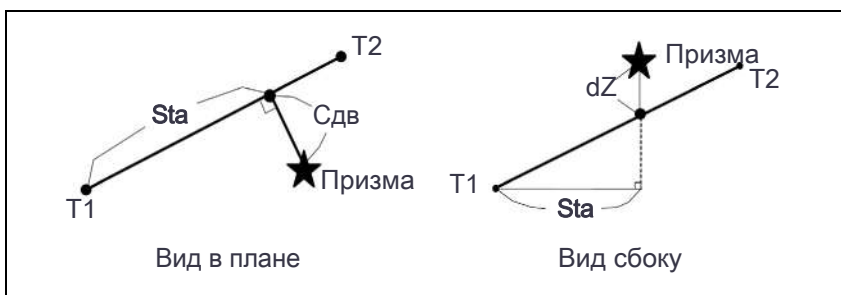 T2
Sta
Сдв
Призма
T1
Вид в плане
Призма
T2
dZ
T1
Sta
Вид сбоку